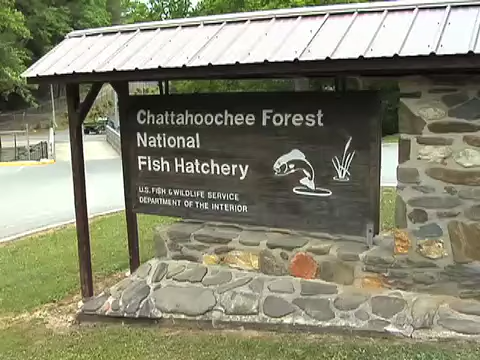 Chattahoochee Forest
National
Fish Hatchery
U.S. FISH & WILDLIFE SERVICE
DEPARTMENT OF THE INTERIOR